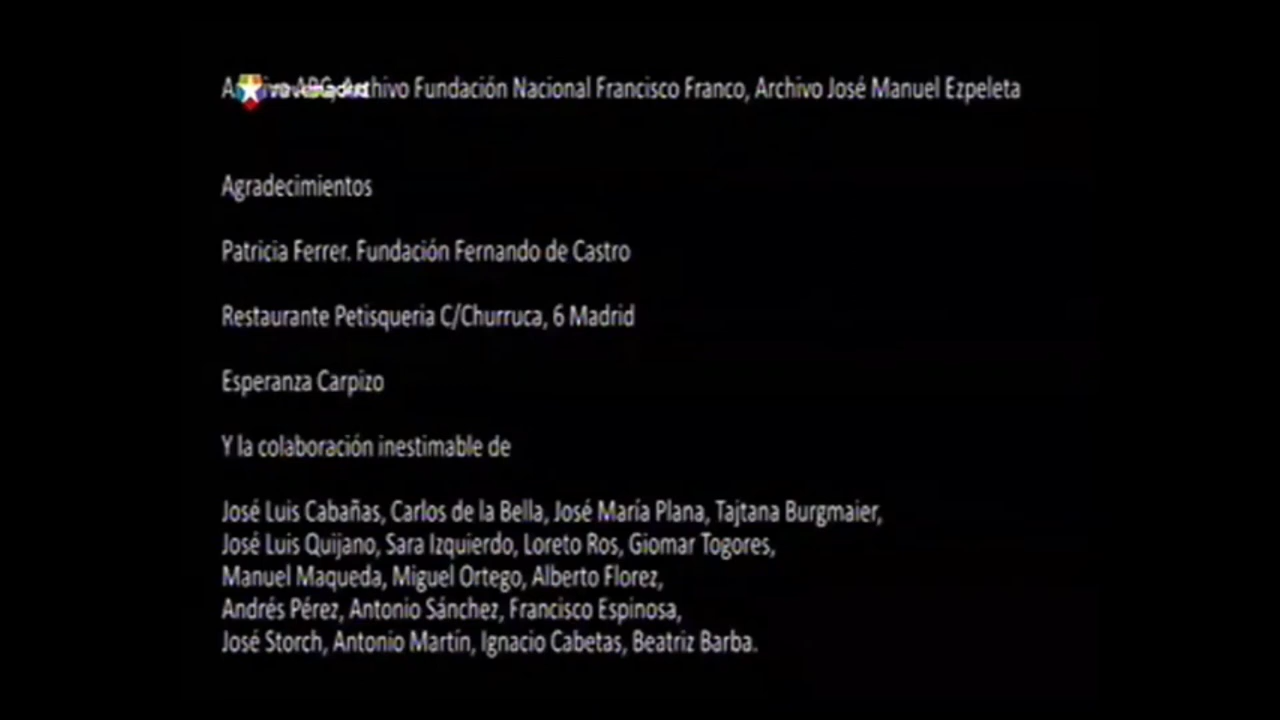 Archivo ABC, Archivo Fundación Nacional Francisco Franco, Archivo José Manuel Ezpeleta
Agradecimientos
Patricia Ferrer. Fundación Fernando de Castro
Restaurante Petisqueria C/Churruca, 6 Madrid
Esperanza Carpizo
Y la colaboración inestimable de
José Luis Cabañas, Carlos de la Bella, José María Plana, Tajtana Burgmaier,
José Luis Quijano, Sara Izquierdo, Loreto Ros, Giomar Togores,
Manuel Maqueda, Miguel Ortego, Alberto Florez,
Andrés Pérez, Antonio Sánchez, Francisco Espinosa,
José Storch, Antonio Martín, Ignacio Cabetas, Beatriz Barba.